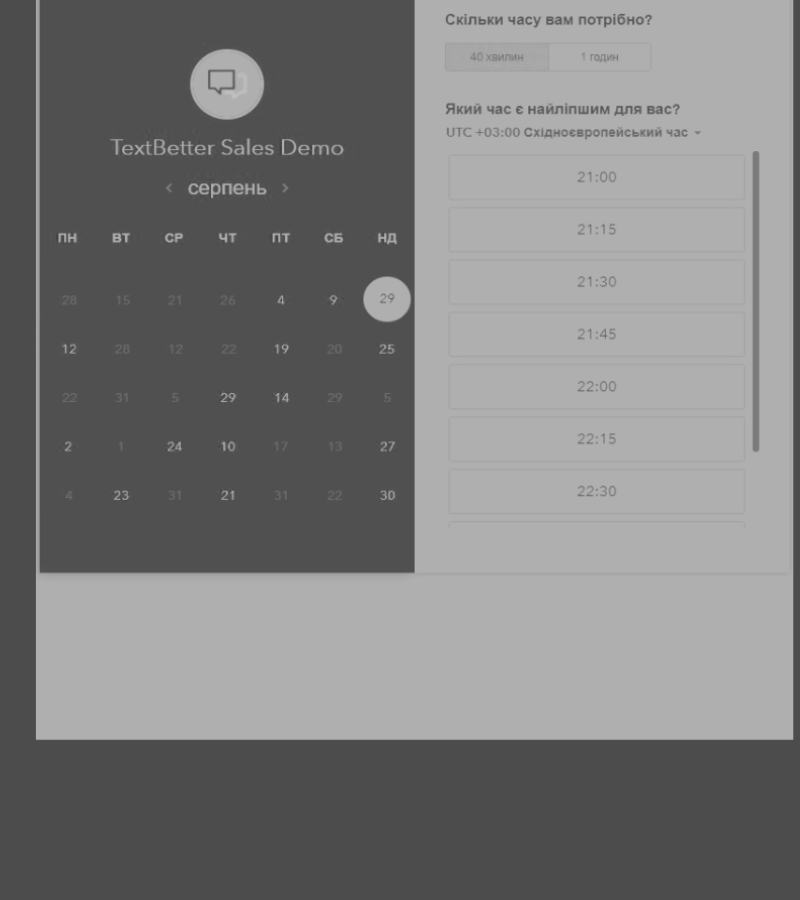 TextBetter Sales Demo
< серпень >
ПН ВТ СР ЧТ ПТ СБ НД
28 15 21 26 4 9 29
12 28 12 22 19 20 25
22 31 5 29 14 29 5
2 1 24 10 17 13 27
4 23 31 21 31 22 30
Скільки часу вам потрібно?
40 хвилин 1 годин
Який час є найліпшим для вас?
UTC +03:00 Східноєвропейський час
21:00
21:15
21:30
21:45
22:00
22:15
22:30